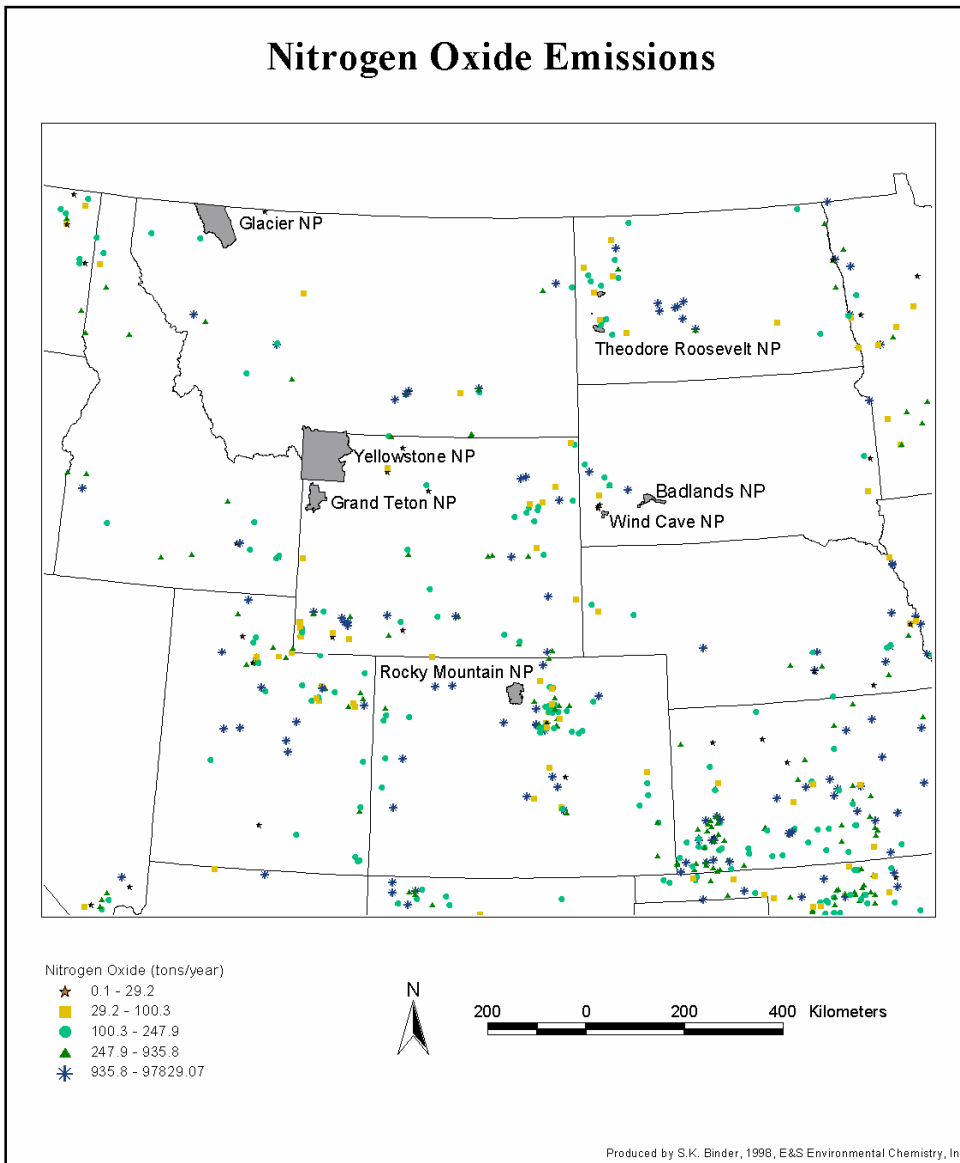 Nitrogen Oxide Emissions
Glacier NP
Theodore Roosevelt NP
Yellowstone NP
Grand Teton NP
Badlands NP
Wind Cave NP
Rocky Mountain NP
Nitrogen Oxide (tons/year)
0.1 - 29.2
29.2 - 100.3
100.3 - 247.9
247.9 - 935.8
935.8 - 97829.07
N
200 0 200 400 Kilometers
Produced by S.K. Binder, 1998, E&S Environmental Chemistry, In